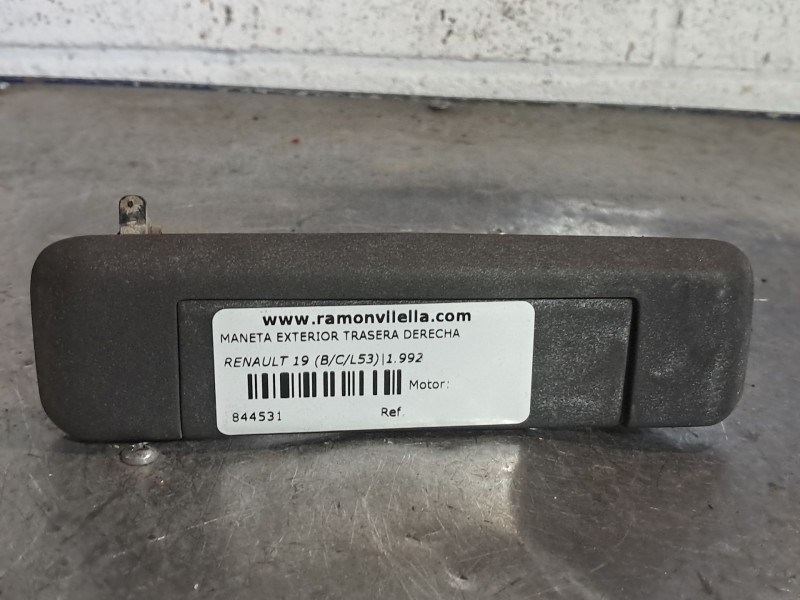 www.ramonvilella.com
MANETA EXTERIOR TRASERA DERECHA
RENAULT 19 (B/C/L53)|1.992
Motor:
844531 Ref.